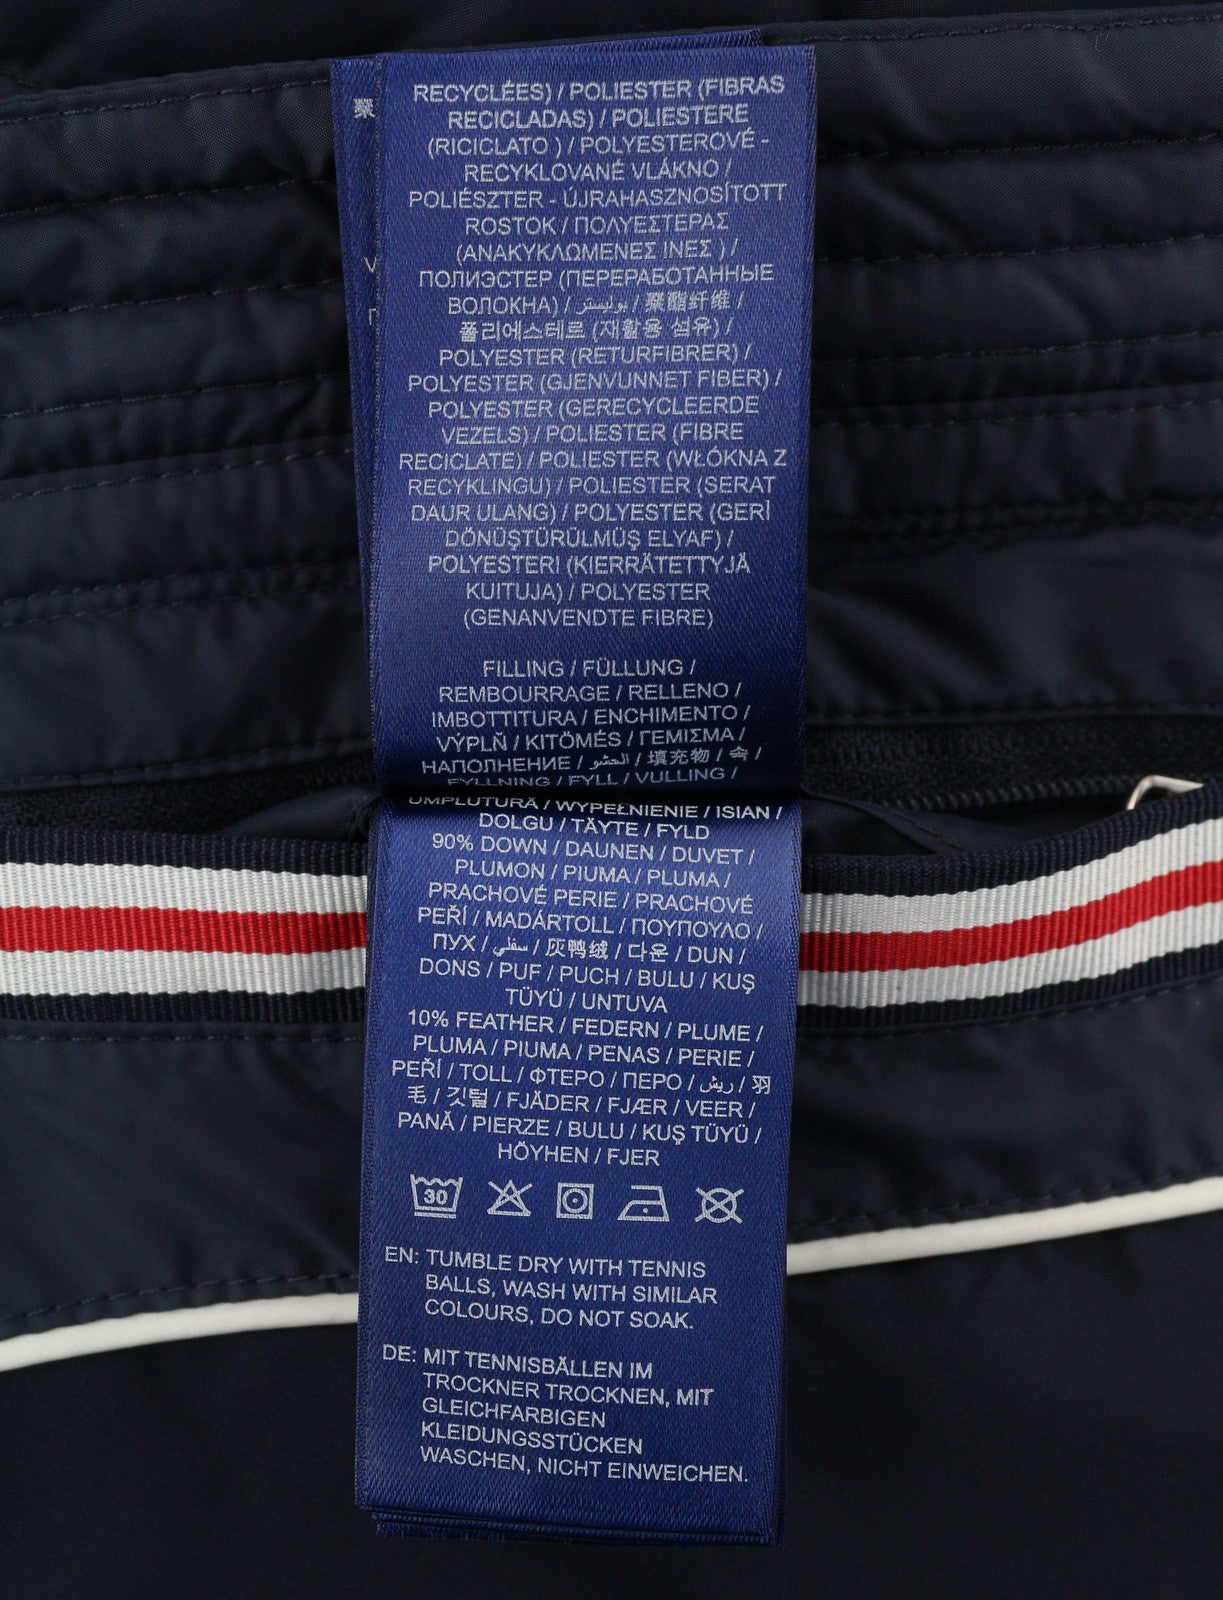 RECYCLÉES) / POLIESTER (FIBRAS
RECICLADAS) / POLIESTERE
(RICICLATO ) / POLYESTEROVÉ -
RECYKLOVANÉ VLÁKNO /
POLIÉSZTER - ÚJRAHASZNOSÍTOTT
ROSTOK / ΠΟΛΥΕΣΤΕΡΑΣ
(ΑΝΑΚΥΚΛΩΜΕΝΕΣ ΙΝΕΣ ) /
ПОЛИЭСТЕР (ПЕРЕРАБОТАННЫЕ
ВОЛОКНА) / بوليستر / 聚酯纤维 /
폴리에스테르 (재활용 섬유) /
POLYESTER (RETURFIBRER) /
POLYESTER (GJENVUNNET FIBER) /
POLYESTER (GERECYCLEERDE
VEZELS) / POLIESTER (FIBRE
RECICLATE) / POLIESTER (WŁÓKNA Z
RECYKLINGU) / POLIESTER (SERAT
DAUR ULANG) / POLYESTER (GERİ
DÖNÜŞTÜRÜLMÜŞ ELYAF) /
POLYESTERI (KIERRÄTETTYJÄ
KUITUJA) / POLYESTER
(GENANVENDTE FIBRE)
FILLING / FÜLLUNG /
REMBOURRAGE / RELLENO /
IMBOTTITURA / ENCHIMENTO /
VÝPLŇ / KITÖMÉS / ΓΕΜΙΣΜΑ /
НАПОЛНЕНИЕ / الحشو / 填充物 / 속 /
FYLLNING / FYLL / VULLING /
UMPLUTURĂ / WYPEŁNIENIE / ISIAN /
DOLGU / TÄYTE / FYLD
90% DOWN / DAUNEN / DUVET /
PLUMON / PIUMA / PLUMA /
PRACHOVÉ PERIE / PRACHOVÉ
PEŘÍ / MADÁRTOLL / ΠΟΥΠΟΥΛΟ /
ПУХ / سفلي / 灰鸭绒 / 다운 / DUN /
DONS / PUF / PUCH / BULU / KUŞ
TÜYÜ / UNTUVA
10% FEATHER / FEDERN / PLUME /
PLUMA / PIUMA / PENAS / PERIE /
PEŘÍ / TOLL / ΦΤΕΡΟ / ПЕРО / ريش / 羽
毛 / 깃털 / FJÄDER / FJÆR / VEER /
PANĂ / PIERZE / BULU / KUŞ TÜYÜ /
HÖYHEN / FJER
30
EN: TUMBLE DRY WITH TENNIS
BALLS, WASH WITH SIMILAR
COLOURS, DO NOT SOAK.
DE: MIT TENNISBÄLLEN IM
TROCKNER TROCKNEN, MIT
GLEICHFARBIGEN
KLEIDUNGSSTÜCKEN
WASCHEN, NICHT EINWEICHEN.